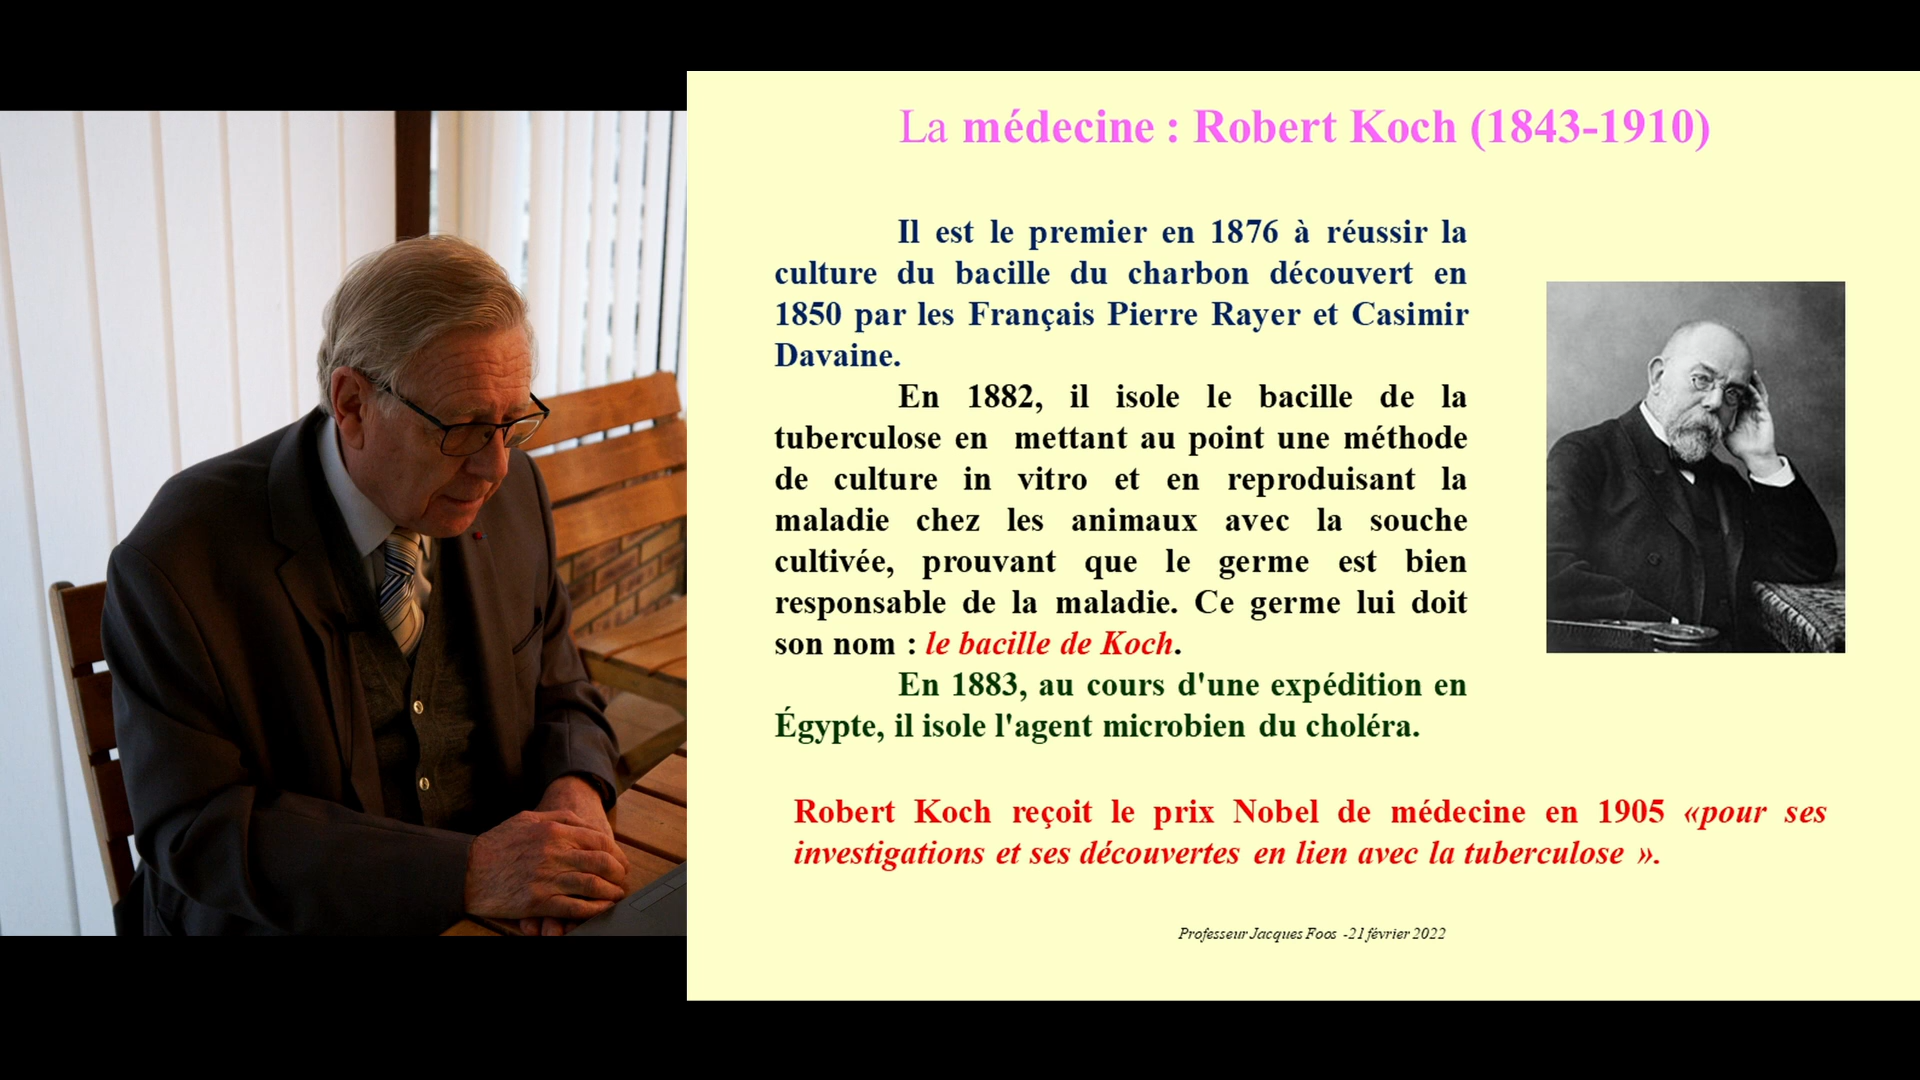 La médecine : Robert Koch (1843-1910)
Il est le premier en 1876 à réussir la
culture du bacille du charbon découvert en
1850 par les Français Pierre Rayer et Casimir
Davaine.
En 1882, il isole le bacille de la
tuberculose en mettant au point une méthode
de culture in vitro et en reproduisant la
maladie chez les animaux avec la souche
cultivée, prouvant que le germe est bien
responsable de la maladie. Ce germe lui doit
son nom : le bacille de Koch.
En 1883, au cours d'une expédition en
Égypte, il isole l'agent microbien du choléra.
Robert Koch reçoit le prix Nobel de médecine en 1905 «pour ses
investigations et ses découvertes en lien avec la tuberculose ».
Professeur Jacques Foos -21 février 2022